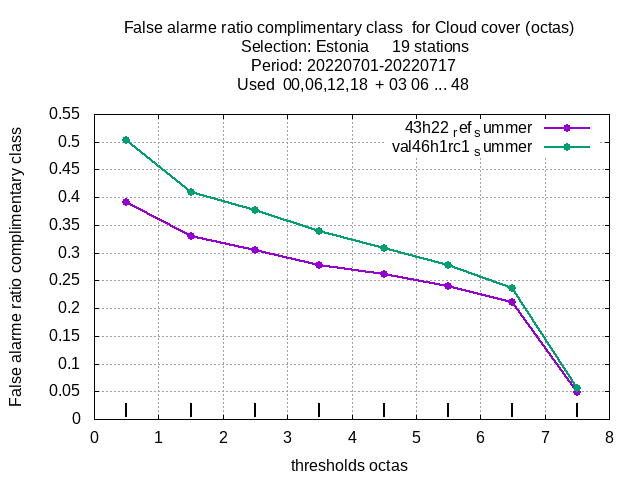 False alarme ratio complimentary class  for Cloud cover (octas)
Selection: Estonia     19 stations
Period: 20220701-20220717
Used  00,06,12,18  + 03 06 ... 48
False alarme ratio complimentary class
0.55
0.5
0.45
0.4
0.35
0.3
0.25
0.2
0.15
0.1
0.05
0
43h22 ref summer
val46h1rc1 summer
0 1 2 3 4 5 6 7 8
thresholds octas